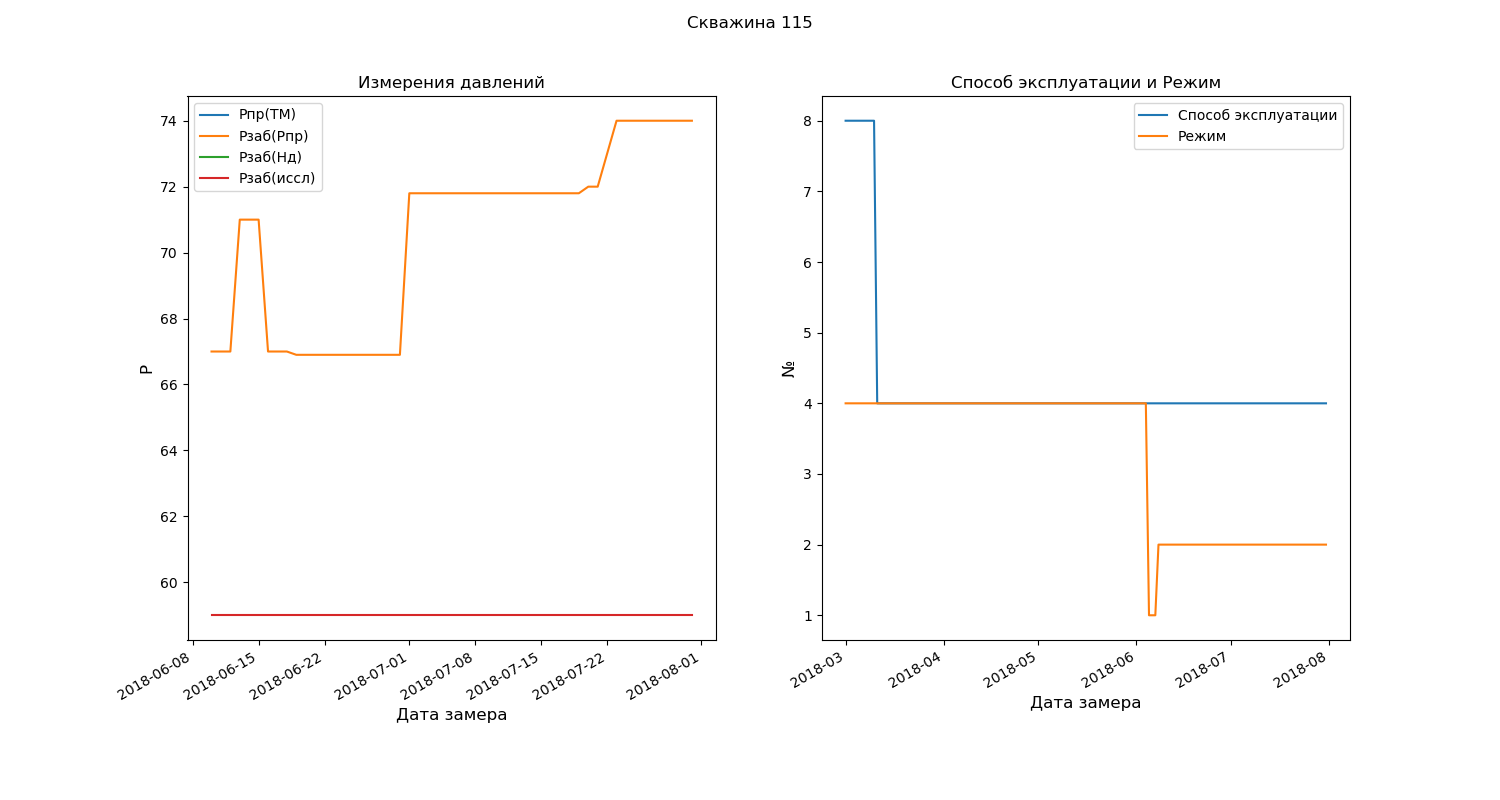 Скважина 115
Измерения давлений
Рпр(ТМ)
Рзаб(Рпр)
Рзаб(Нд)
Рзаб(иссл)
74
72
70
68
66
64
62
60
Р
2018-06-08
2018-06-15
2018-06-22
2018-07-01
2018-07-08
2018-07-15
2018-07-22
2018-08-01
Дата замера
Способ эксплуатации и Режим
Способ эксплуатации
Режим
8
7
6
5
4
3
2
1
№
2018-03
2018-04
2018-05
2018-06
2018-07
2018-08
Дата замера